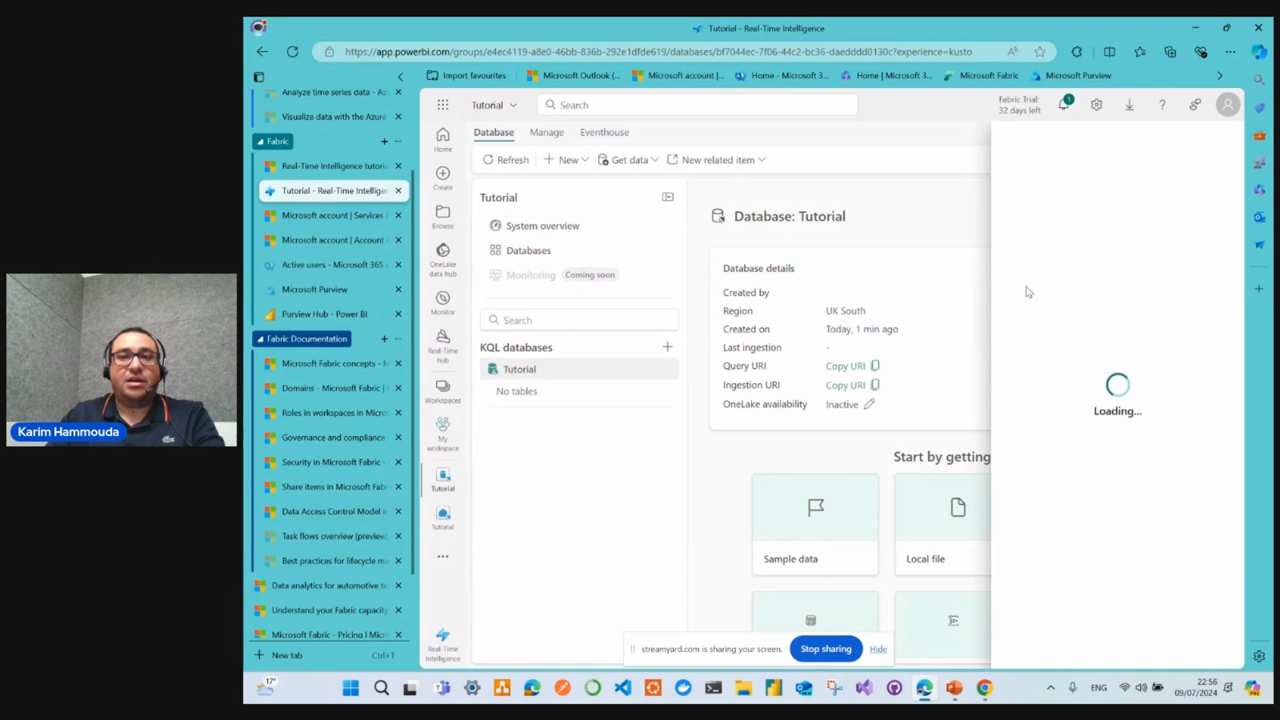 Tutorial - Real-Time Intelligence
https://app.powerbi.com/groups/e4ec4119-a8e0-46bb-836b-292e1dfde619/databases/bf7044ec-7f06-44c2-bc36-daedddd0130c?experience=kusto
Import favourites
Microsoft Outlook (...
Microsoft account |...
Home - Microsoft 3...
Home | Microsoft 3...
Microsoft Fabric
Microsoft Purview
Analyze time series data - Az
Visualize data with the Azure
Fabric
Real-Time Intelligence tutoria
Tutorial - Real-Time Intellige
Microsoft account | Services
Microsoft account | Account
Active users - Microsoft 365
Microsoft Purview
Purview Hub - Power BI
Fabric Documentation
Microsoft Fabric concepts - M
Domains - Microsoft Fabric |
Roles in workspaces in Micro
Governance and compliance
Security in Microsoft Fabric -
Share items in Microsoft Fab
Data Access Control Model in
Task flows overview (preview)
Best practices for lifecycle ma
Data analytics for automotive te
Understand your Fabric capacity
Microsoft Fabric - Pricing | Micr
New tab
Ctrl+T
Tutorial
Search
Fabric Trial:
32 days left
1
Home
Create
Browse
OneLake
data hub
Monitor
Real-Time
hub
Workspaces
My
workspace
Tutorial
Tutorial
Real-Time
Intelligence
Database
Manage
Eventhouse
Refresh
New
Get data
New related item
Tutorial
System overview
Databases
Monitoring
Coming soon
Search
KQL databases
Tutorial
No tables
Database: Tutorial
Database details
Created by
Region
UK South
Created on
Today, 1 min ago
Last ingestion
-
Query URI
Copy URI
Ingestion URI
Copy URI
OneLake availability
Inactive
Start by getting
Sample data
Local file
Loading...
streamyard.com is sharing your screen.
Stop sharing
Hide
Karim Hammouda
17°
ENG
22:56
09/07/2024